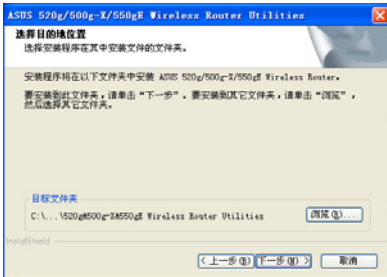 ASUS 520g/500g-X/550gE Wireless Router Utilities
选择目的地位置
选择安装程序在其中安装文件的文件夹。
安装程序将在以下文件夹中安装 ASUS 520g/500g-X/550gE Wireless Router。
要安装到此文件夹，请单击“下一步”。要安装到其它文件夹，请单击“浏览”，
然后选择其它文件夹。
目标文件夹
C:\...\520g&500g-X&550gE Wireless Router Utilities
浏览(R)...
InstallShield
< 上一步(B)
下一步(N) >
取消